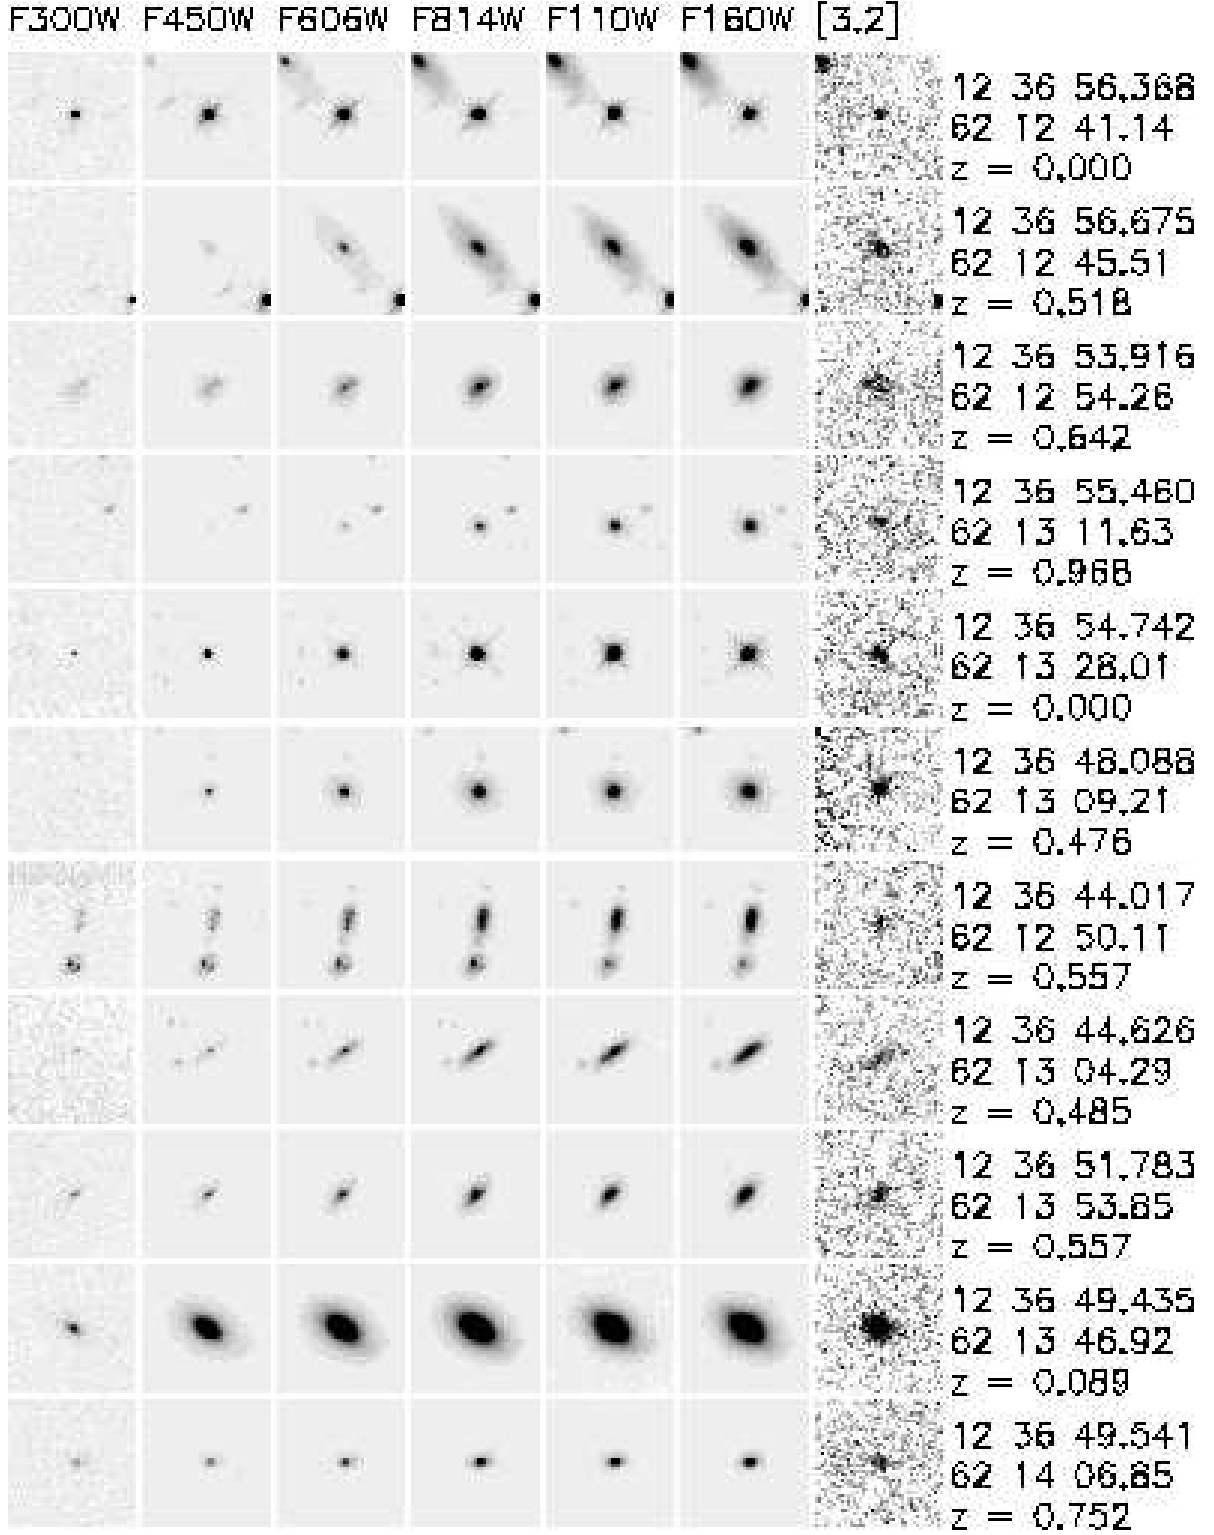 F300W F450W F606W F814W F110W F160W [3.2]
12 36 56.368
62 12 41.14
z = 0.000
12 36 56.675
62 12 45.51
z = 0.518
12 36 53.916
62 12 54.26
z = 0.642
12 36 55.460
62 13 11.63
z = 0.968
12 36 54.742
62 13 28.01
z = 0.000
12 36 48.088
62 13 09.21
z = 0.476
12 36 44.017
62 12 50.11
z = 0.557
12 36 44.626
62 13 04.29
z = 0.485
12 36 51.783
62 13 53.85
z = 0.557
12 36 49.435
62 13 46.92
z = 0.089
12 36 49.541
62 14 06.85
z = 0.752